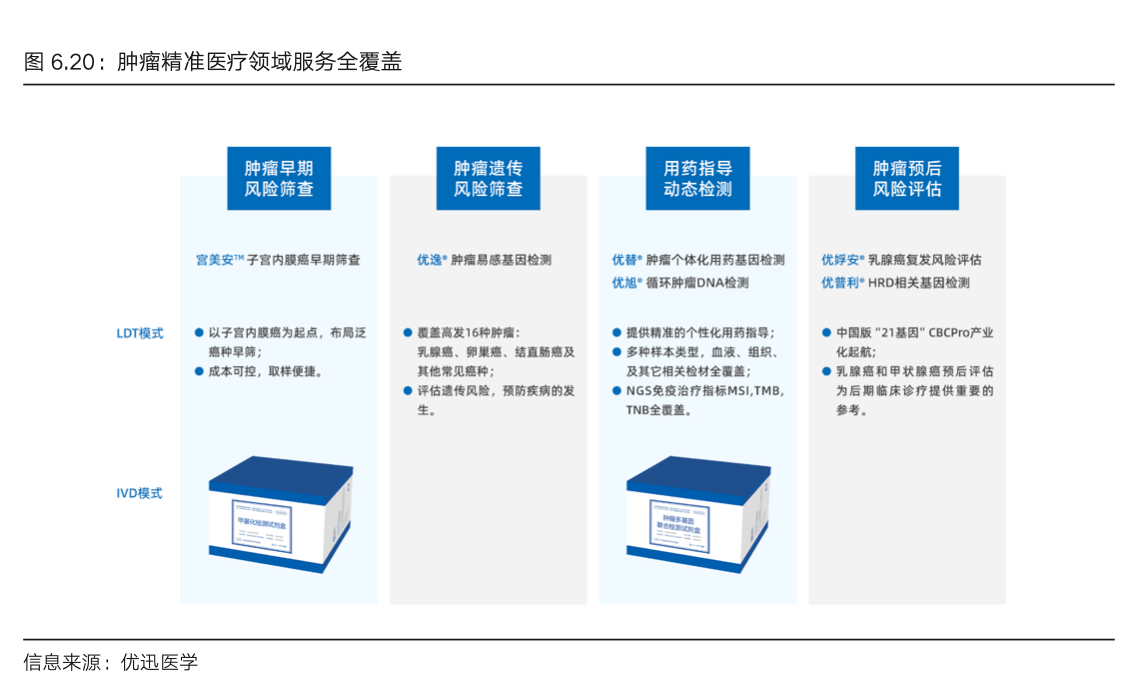 图 6.20：肿瘤精准医疗领域服务全覆盖
肿瘤早期
风险筛查
肿瘤遗传
风险筛查
用药指导
动态检测
肿瘤预后
风险评估
宫美安™ 子宫内膜癌早期筛查
优逸® 肿瘤易感基因检测
优替® 肿瘤个体化用药基因检测
优旭® 循环肿瘤DNA检测
优妤安® 乳腺癌复发风险评估
优普利® HRD相关基因检测
LDT模式
● 以子宫内膜癌为起点，布局泛
癌种早筛；
● 成本可控，取样便捷。
● 覆盖高发16种肿瘤：
乳腺癌、卵巢癌、结直肠癌及
其他常见癌种；
● 评估遗传风险，预防疾病的发
生。
● 提供精准的个性化用药指导；
● 多种样本类型，血液、组织、
及其它相关检材全覆盖；
● NGS免疫治疗指标MSI,TMB,
TNB全覆盖。
● 中国版“21基因” CBCPro产业
化起航；
● 乳腺癌和甲状腺癌预后评估
为后期临床诊疗提供重要的
参考。
IVD模式
甲基化检测试剂盒
肿瘤多基因
联合检测试剂盒
信息来源：优迅医学